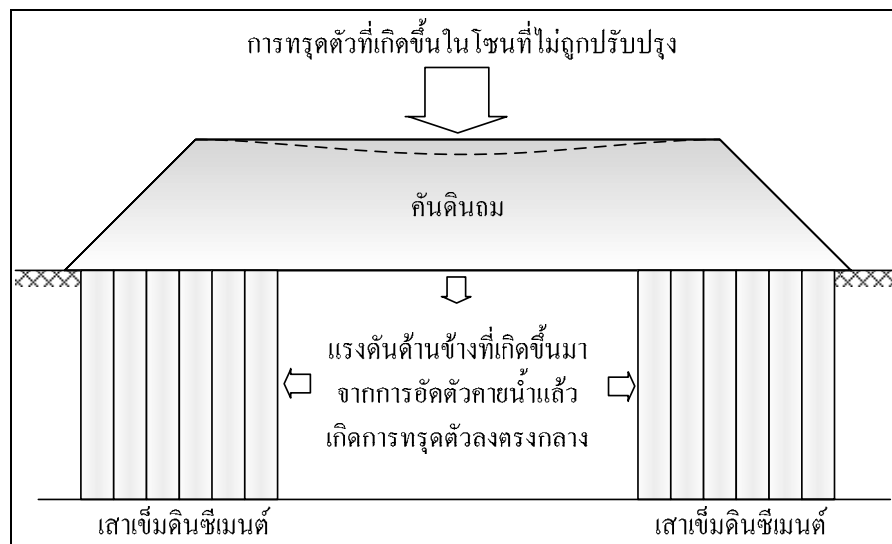 การทรุดตัวที่เกิดขึ้นในโซนที่ไม่ถูกปรับปรุง
คันดินถม
แรงดันด้านข้างที่เกิดขึ้นมา
จากการอัดตัวคายน้ำแล้ว
เกิดการทรุดตัวลงตรงกลาง
เสาเข็มดินซีเมนต์
เสาเข็มดินซีเมนต์